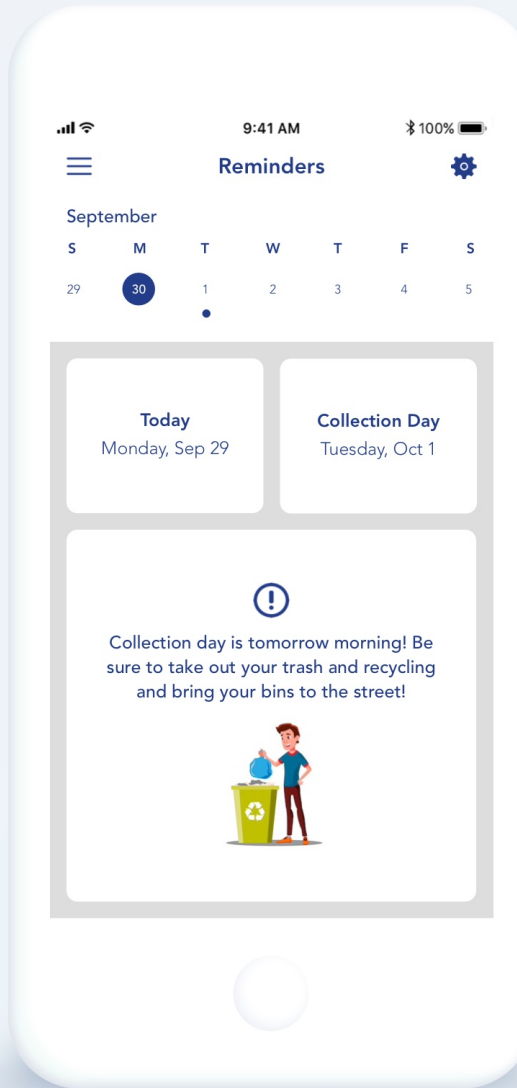 9:41 AM 100%
Reminders
September
S M T W T F S
29 30 1 2 3 4 5
Today
Monday, Sep 29
Collection Day
Tuesday, Oct 1
Collection day is tomorrow morning! Be
sure to take out your trash and recycling
and bring your bins to the street!